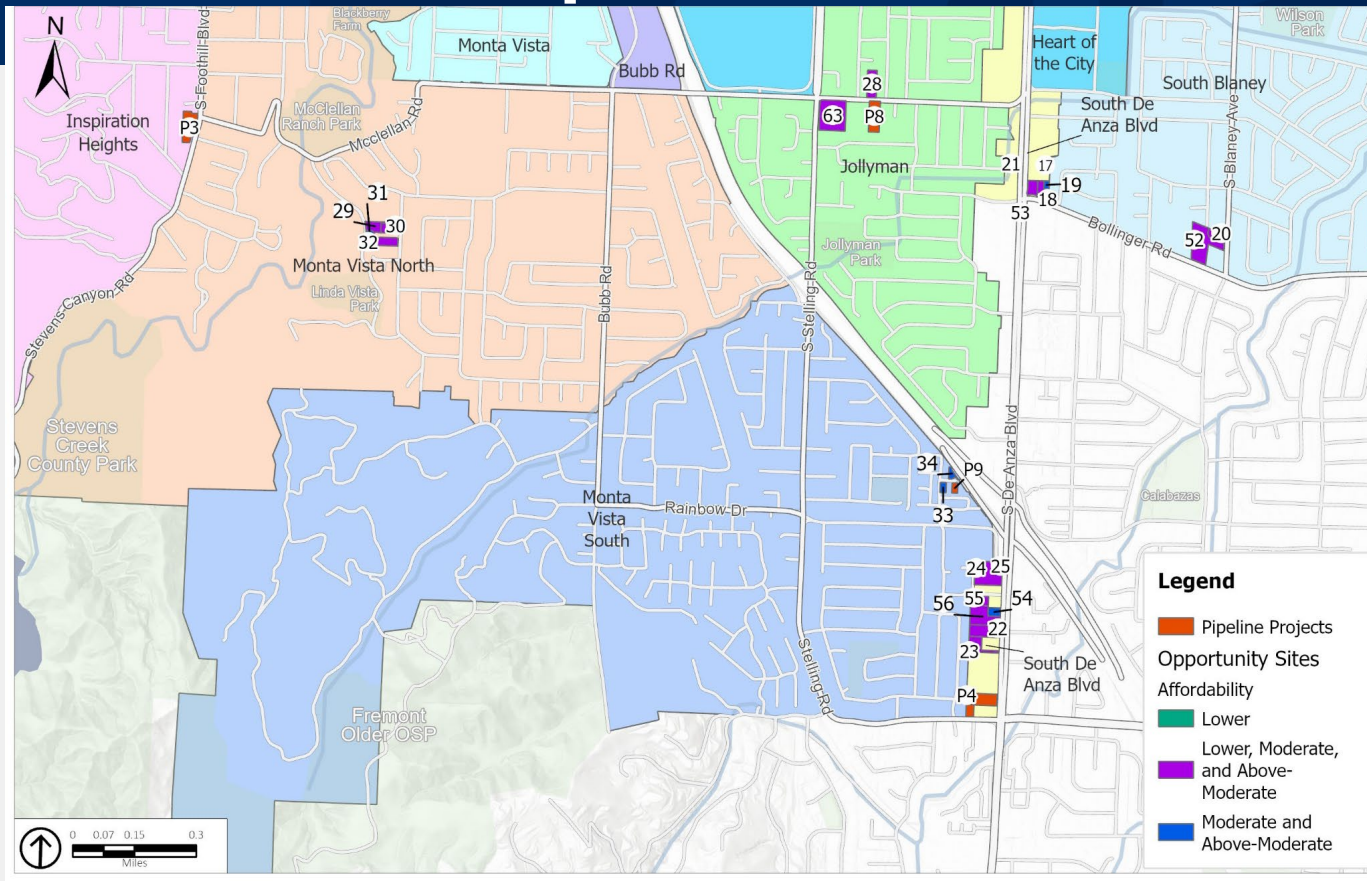 N
S-Foothill-Blvd
Blackberry
Farm
Monta Vista
Bubb Rd
Heart of
the City
Wilson
Park
South Blaney
South De
Anza Blvd
S-Blaney-Ave
Inspiration
Heights
P3
McClellan
Ranch Park
Mcclellan-Rd
28
63
P8
Jollyman
21
17
19
18
53
Bollinger-Rd
52
20
31
29
30
32
Monta Vista North
Linda Vista
Park
Bubb-Rd
Jollyman
Park
S-Stelling-Rd
Stevens-Canyon-Rd
Stevens
Creek
County Park
S-De-Anza-Blvd
34
P9
33
Calabazas
Monta
Vista
South
Rainbow-Dr
24
25
55
54
56
22
23
South De
Anza Blvd
P4
Stelling-Rd
Fremont
Older OSP
Legend
Pipeline Projects
Opportunity Sites
Affordability
Lower
Lower, Moderate,
and Above-
Moderate
Moderate and
Above-Moderate
0 0.07 0.15 0.3
Miles